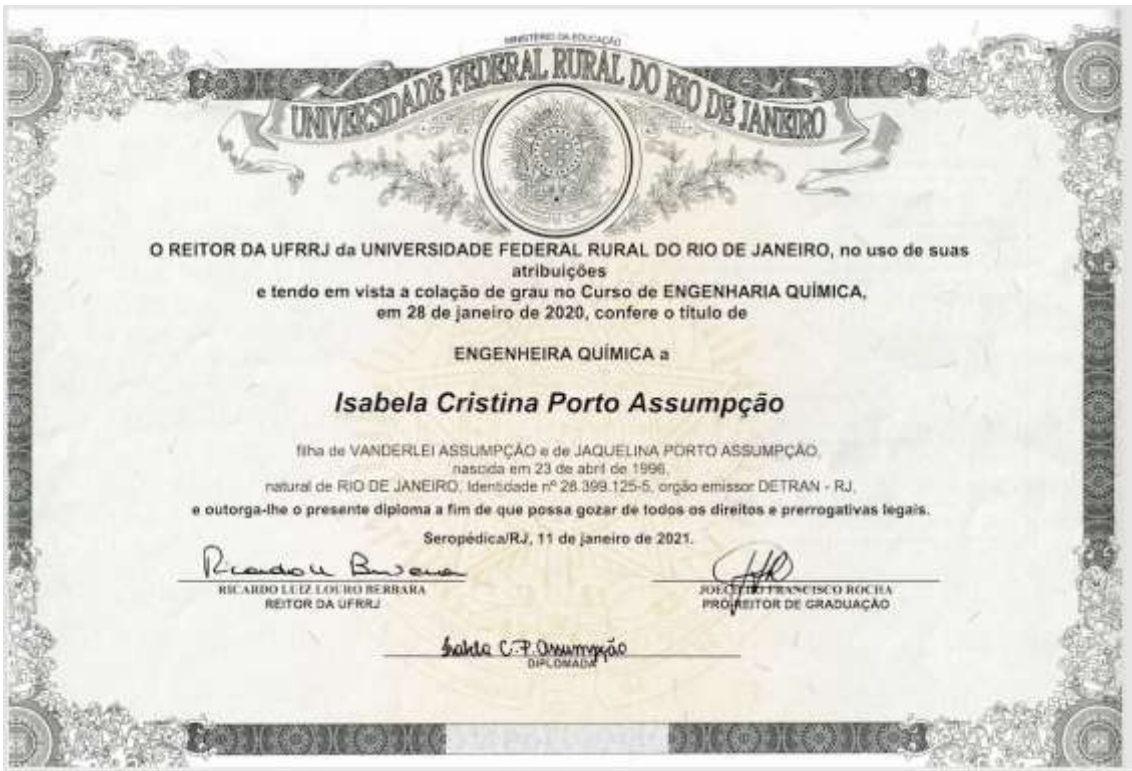 MINISTÉRIO DA EDUCAÇÃO
UNIVERSIDADE FEDERAL RURAL DO RIO DE JANEIRO
O REITOR DA UFRRJ da UNIVERSIDADE FEDERAL RURAL DO RIO DE JANEIRO, no uso de suas
atribuições
e tendo em vista a colação de grau no Curso de ENGENHARIA QUÍMICA,
em 28 de janeiro de 2020, confere o título de
ENGENHEIRA QUÍMICA a
Isabela Cristina Porto Assumpção
filha de VANDERLEI ASSUMPÇÃO e de JAQUELINA PORTO ASSUMPÇÃO,
nascida em 23 de abril de 1996,
natural de RIO DE JANEIRO, Identidade nº 28.399.125-5, orgão emissor DETRAN - RJ,
e outorga-lhe o presente diploma a fim de que possa gozar de todos os direitos e prerrogativas legais.
Seropédica/RJ, 11 de janeiro de 2021.
RICARDO LUIZ LOURO BERBARA
REITOR DA UFRRJ
FRANCISCO ROCHA
PRÓ-REITOR DE GRADUAÇÃO
Isabela C. P. Assumpção
DIPLOMADA